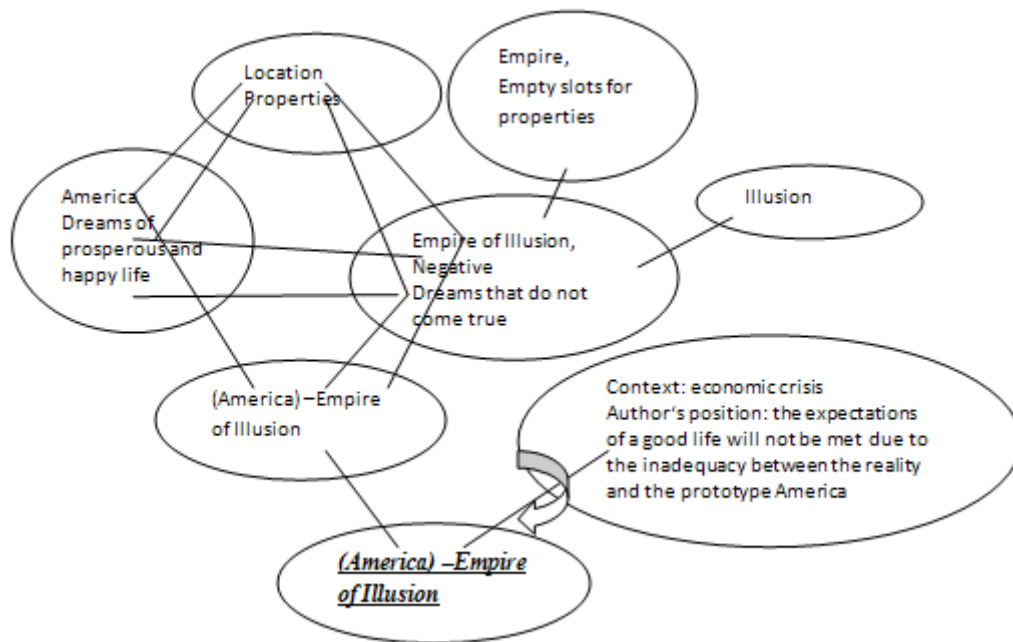 Location
Properties
Empire,
Empty slots for
properties
America
Dreams of
prosperous and
happy life
Illusion
Empire of Illusion,
Negative
Dreams that do not
come true
(America) –Empire
of Illusion
Context: economic crisis
Author's position: the expectations
of a good life will not be met due to
the inadequacy between the reality
and the prototype America
(America) –Empire
of Illusion